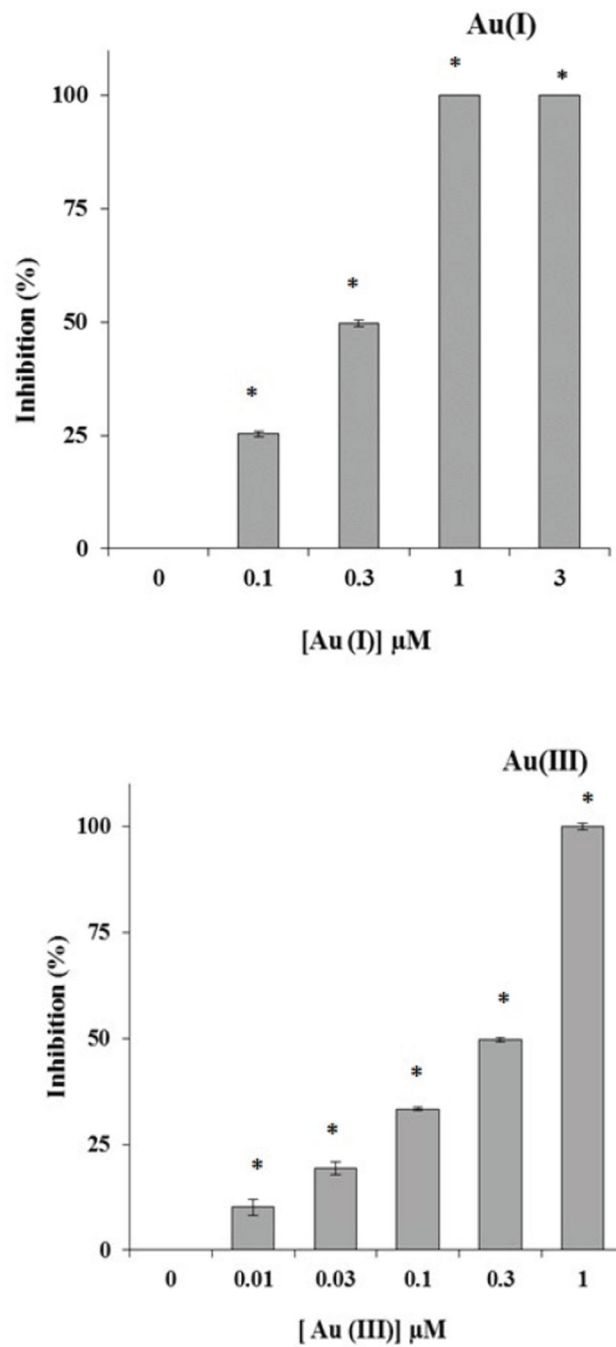 Au(I)
*
*
100
75
*
50
*
25
0
Inhibition (%)
0 0.1 0.3 1 3
[Au (I)] µM
Au(III)
*
100
75
*
50
*
*
25
*
0
Inhibition (%)
0 0.01 0.03 0.1 0.3 1
[ Au (III)] µM